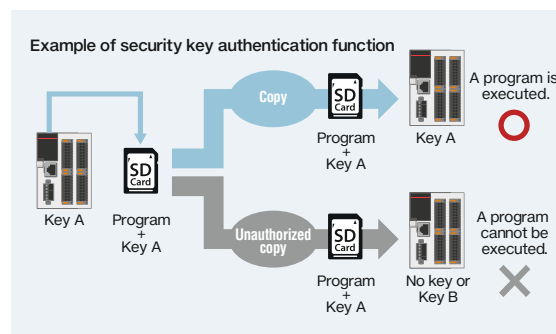 Example of security key authentication function
Copy
SD
Card
Program
+
Key A
Key A
A program is
executed.
Key A
SD
Card
Program
+
Key A
Unauthorized
copy
SD
Card
Program
+
Key A
No key or
Key B
A program
cannot be
executed.